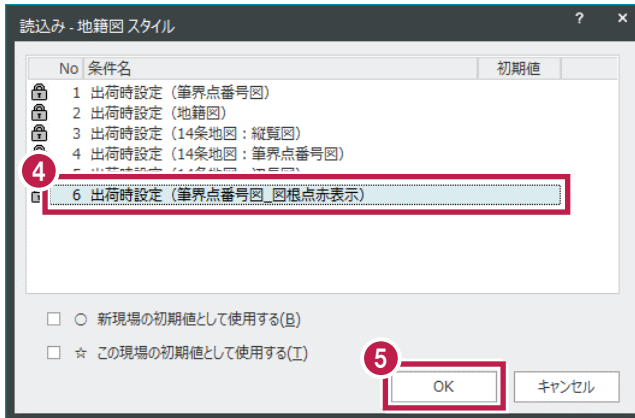 読込み - 地籍図 スタイル ? ×
No 条件名 初期値
1 出荷時設定（筆界点番号図）
2 出荷時設定（地籍図）
3 出荷時設定（14条地図：縦覧図）
4 出荷時設定（14条地図：筆界点番号図）
4
6 出荷時設定（筆界点番号図_図根点赤表示）
○ 新現場の初期値として使用する(B)
☆ この現場の初期値として使用する(T)
5
OK キャンセル